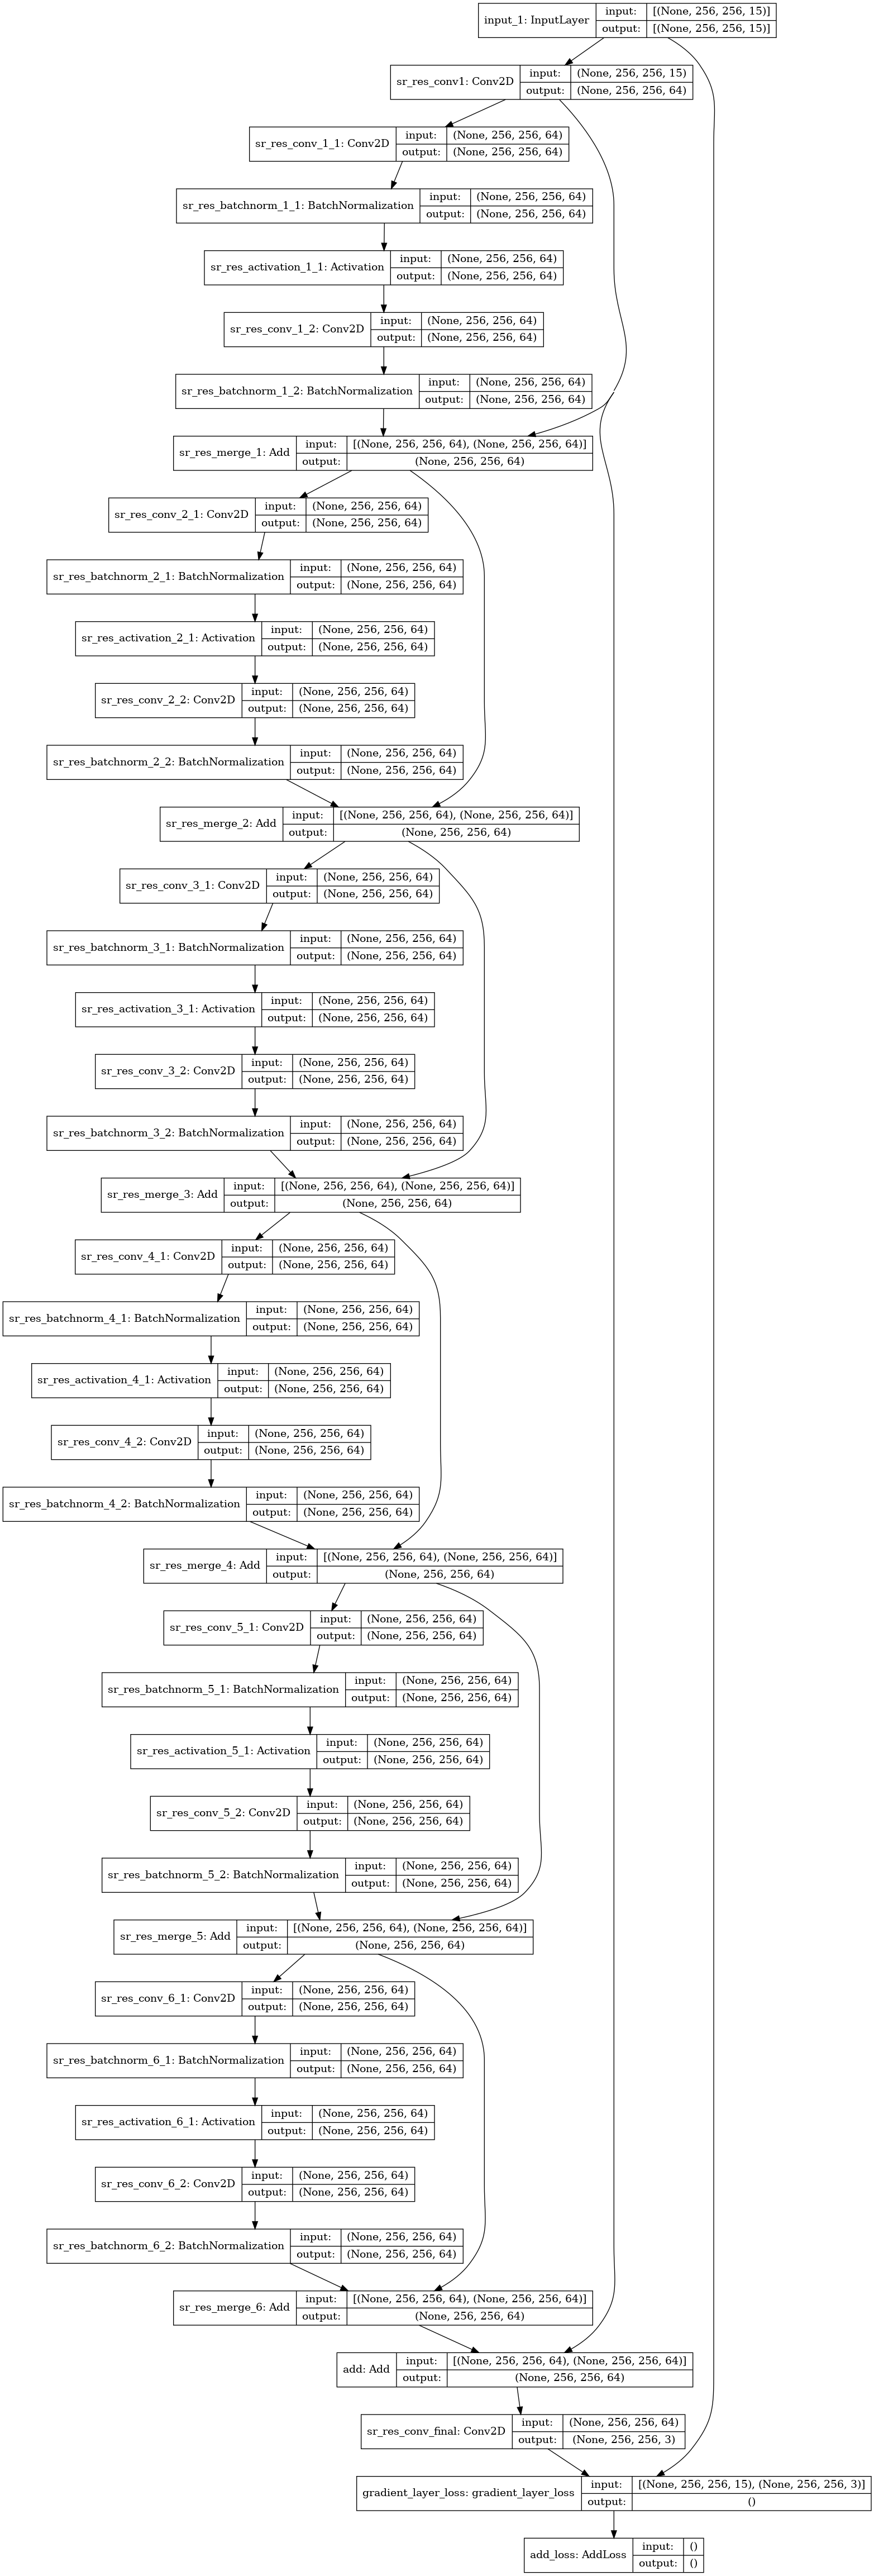 input_1: InputLayer input: [(None, 256, 256, 15)]
output: [(None, 256, 256, 15)]
sr_res_conv1: Conv2D input: (None, 256, 256, 15)
output: (None, 256, 256, 64)
sr_res_conv_1_1: Conv2D input: (None, 256, 256, 64)
output: (None, 256, 256, 64)
sr_res_batchnorm_1_1: BatchNormalization input: (None, 256, 256, 64)
output: (None, 256, 256, 64)
sr_res_activation_1_1: Activation input: (None, 256, 256, 64)
output: (None, 256, 256, 64)
sr_res_conv_1_2: Conv2D input: (None, 256, 256, 64)
output: (None, 256, 256, 64)
sr_res_batchnorm_1_2: BatchNormalization input: (None, 256, 256, 64)
output: (None, 256, 256, 64)
sr_res_merge_1: Add input: [(None, 256, 256, 64), (None, 256, 256, 64)]
output: (None, 256, 256, 64)
sr_res_conv_2_1: Conv2D input: (None, 256, 256, 64)
output: (None, 256, 256, 64)
sr_res_batchnorm_2_1: BatchNormalization input: (None, 256, 256, 64)
output: (None, 256, 256, 64)
sr_res_activation_2_1: Activation input: (None, 256, 256, 64)
output: (None, 256, 256, 64)
sr_res_conv_2_2: Conv2D input: (None, 256, 256, 64)
output: (None, 256, 256, 64)
sr_res_batchnorm_2_2: BatchNormalization input: (None, 256, 256, 64)
output: (None, 256, 256, 64)
sr_res_merge_2: Add input: [(None, 256, 256, 64), (None, 256, 256, 64)]
output: (None, 256, 256, 64)
sr_res_conv_3_1: Conv2D input: (None, 256, 256, 64)
output: (None, 256, 256, 64)
sr_res_batchnorm_3_1: BatchNormalization input: (None, 256, 256, 64)
output: (None, 256, 256, 64)
sr_res_activation_3_1: Activation input: (None, 256, 256, 64)
output: (None, 256, 256, 64)
sr_res_conv_3_2: Conv2D input: (None, 256, 256, 64)
output: (None, 256, 256, 64)
sr_res_batchnorm_3_2: BatchNormalization input: (None, 256, 256, 64)
output: (None, 256, 256, 64)
sr_res_merge_3: Add input: [(None, 256, 256, 64), (None, 256, 256, 64)]
output: (None, 256, 256, 64)
sr_res_conv_4_1: Conv2D input: (None, 256, 256, 64)
output: (None, 256, 256, 64)
sr_res_batchnorm_4_1: BatchNormalization input: (None, 256, 256, 64)
output: (None, 256, 256, 64)
sr_res_activation_4_1: Activation input: (None, 256, 256, 64)
output: (None, 256, 256, 64)
sr_res_conv_4_2: Conv2D input: (None, 256, 256, 64)
output: (None, 256, 256, 64)
sr_res_batchnorm_4_2: BatchNormalization input: (None, 256, 256, 64)
output: (None, 256, 256, 64)
sr_res_merge_4: Add input: [(None, 256, 256, 64), (None, 256, 256, 64)]
output: (None, 256, 256, 64)
sr_res_conv_5_1: Conv2D input: (None, 256, 256, 64)
output: (None, 256, 256, 64)
sr_res_batchnorm_5_1: BatchNormalization input: (None, 256, 256, 64)
output: (None, 256, 256, 64)
sr_res_activation_5_1: Activation input: (None, 256, 256, 64)
output: (None, 256, 256, 64)
sr_res_conv_5_2: Conv2D input: (None, 256, 256, 64)
output: (None, 256, 256, 64)
sr_res_batchnorm_5_2: BatchNormalization input: (None, 256, 256, 64)
output: (None, 256, 256, 64)
sr_res_merge_5: Add input: [(None, 256, 256, 64), (None, 256, 256, 64)]
output: (None, 256, 256, 64)
sr_res_conv_6_1: Conv2D input: (None, 256, 256, 64)
output: (None, 256, 256, 64)
sr_res_batchnorm_6_1: BatchNormalization input: (None, 256, 256, 64)
output: (None, 256, 256, 64)
sr_res_activation_6_1: Activation input: (None, 256, 256, 64)
output: (None, 256, 256, 64)
sr_res_conv_6_2: Conv2D input: (None, 256, 256, 64)
output: (None, 256, 256, 64)
sr_res_batchnorm_6_2: BatchNormalization input: (None, 256, 256, 64)
output: (None, 256, 256, 64)
sr_res_merge_6: Add input: [(None, 256, 256, 64), (None, 256, 256, 64)]
output: (None, 256, 256, 64)
add: Add input: [(None, 256, 256, 64), (None, 256, 256, 64)]
output: (None, 256, 256, 64)
sr_res_conv_final: Conv2D input: (None, 256, 256, 64)
output: (None, 256, 256, 3)
gradient_layer_loss: gradient_layer_loss input: [(None, 256, 256, 15), (None, 256, 256, 3)]
output: ()
add_loss: AddLoss input: ()
output: ()